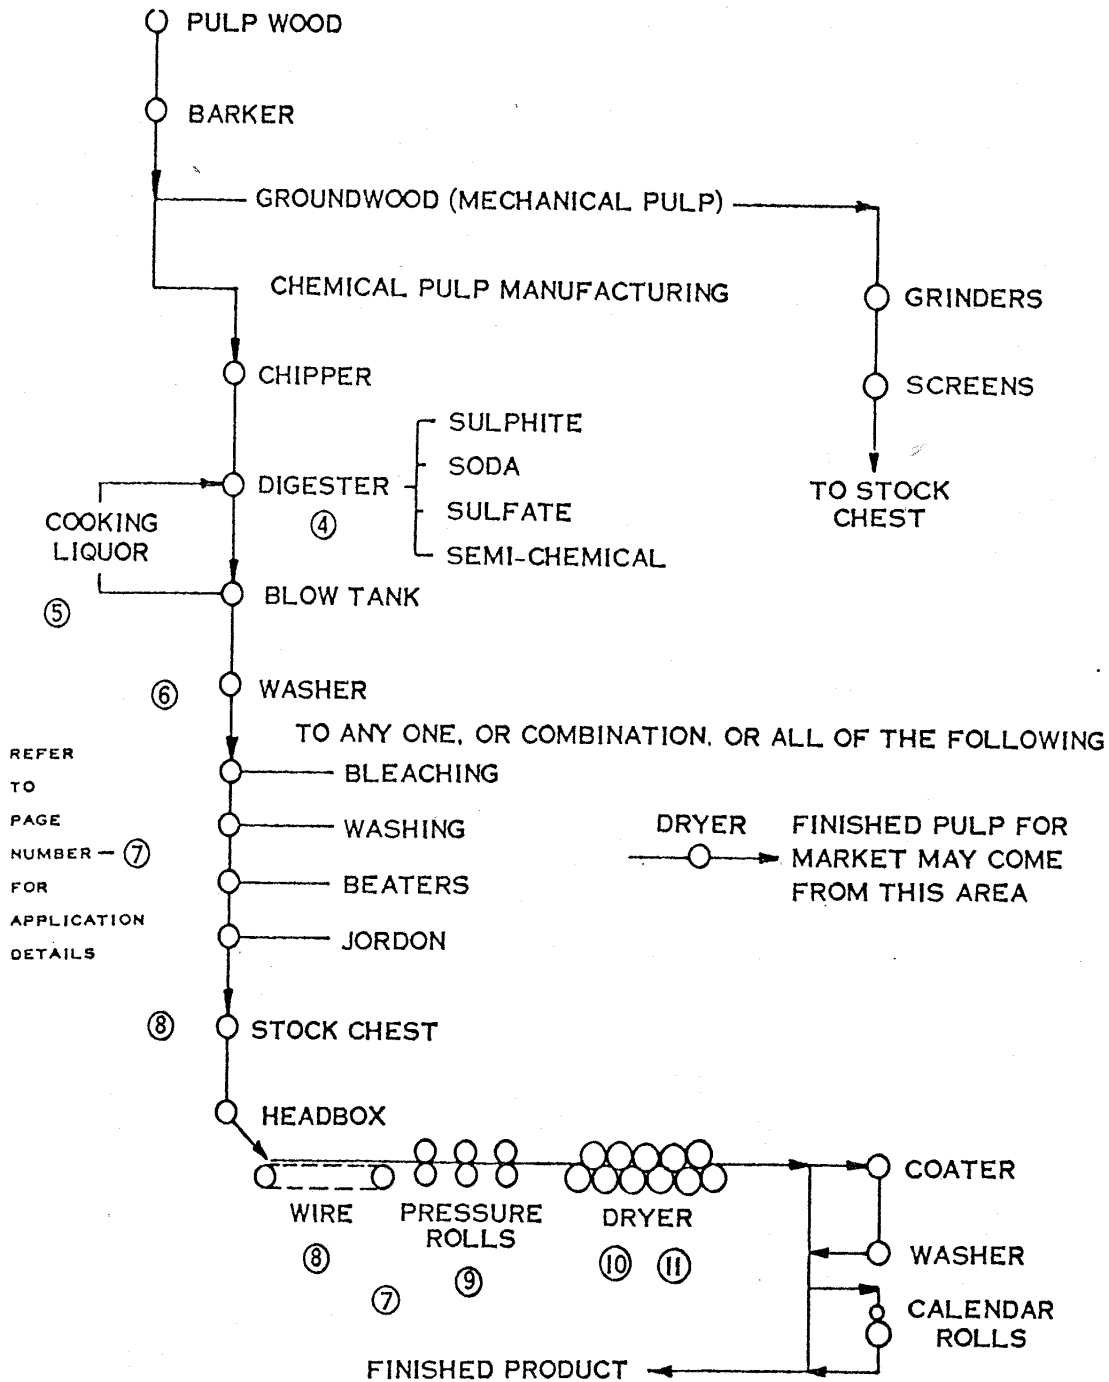 PULP WOOD
BARKER
GROUNDWOOD (MECHANICAL PULP)
CHEMICAL PULP MANUFACTURING
GRINDERS
CHIPPER
SCREENS
SULPHITE
SODA
DIGESTER
④
SULFATE
SEMI-CHEMICAL
TO STOCK
CHEST
COOKING
LIQUOR
⑤
BLOW TANK
⑥
WASHER
TO ANY ONE, OR COMBINATION, OR ALL OF THE FOLLOWING
BLEACHING
WASHING
BEATERS
JORDON
REFER
TO
PAGE
NUMBER – ⑦
FOR
APPLICATION
DETAILS
DRYER
FINISHED PULP FOR
MARKET MAY COME
FROM THIS AREA
⑧
STOCK CHEST
HEADBOX
WIRE
⑧
⑦
PRESSURE
ROLLS
⑨
DRYER
⑩ ⑪
COATER
WASHER
CALENDAR
ROLLS
FINISHED PRODUCT